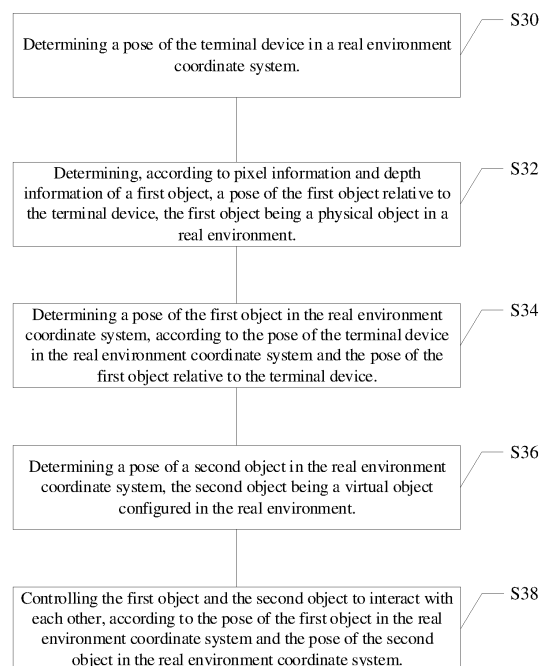 S30
Determining a pose of the terminal device in a real environment
coordinate system.
S32
Determining, according to pixel information and depth
information of a first object, a pose of the first object relative to
the terminal device, the first object being a physical object in a
real environment.
S34
Determining a pose of the first object in the real environment
coordinate system, according to the pose of the terminal device
in the real environment coordinate system and the pose of the
first object relative to the terminal device.
S36
Determining a pose of a second object in the real environment
coordinate system, the second object being a virtual object
configured in the real environment.
S38
Controlling the first object and the second object to interact with
each other, according to the pose of the first object in the real
environment coordinate system and the pose of the second
object in the real environment coordinate system.